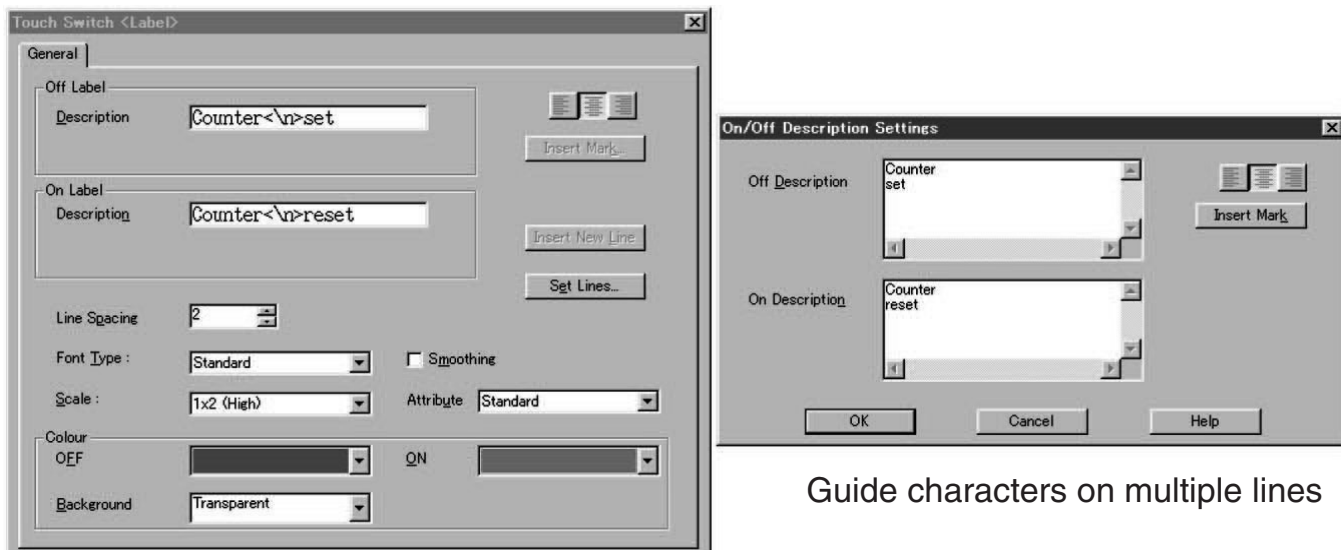 Touch Switch <Label>
General
Off Label
Description
Counter<\n>set
Insert Mark...
On Label
Description
Counter<\n>reset
Insert New Line
Set Lines...
Line Spacing
2
Font Type :
Standard
Smoothing
Scale :
1x2 (High)
Attribute
Standard
Colour
OFF
ON
Background
Transparent
On/Off Description Settings
Off Description
Counter
set
Insert Mark
On Description
Counter
reset
OK
Cancel
Help
Guide characters on multiple lines